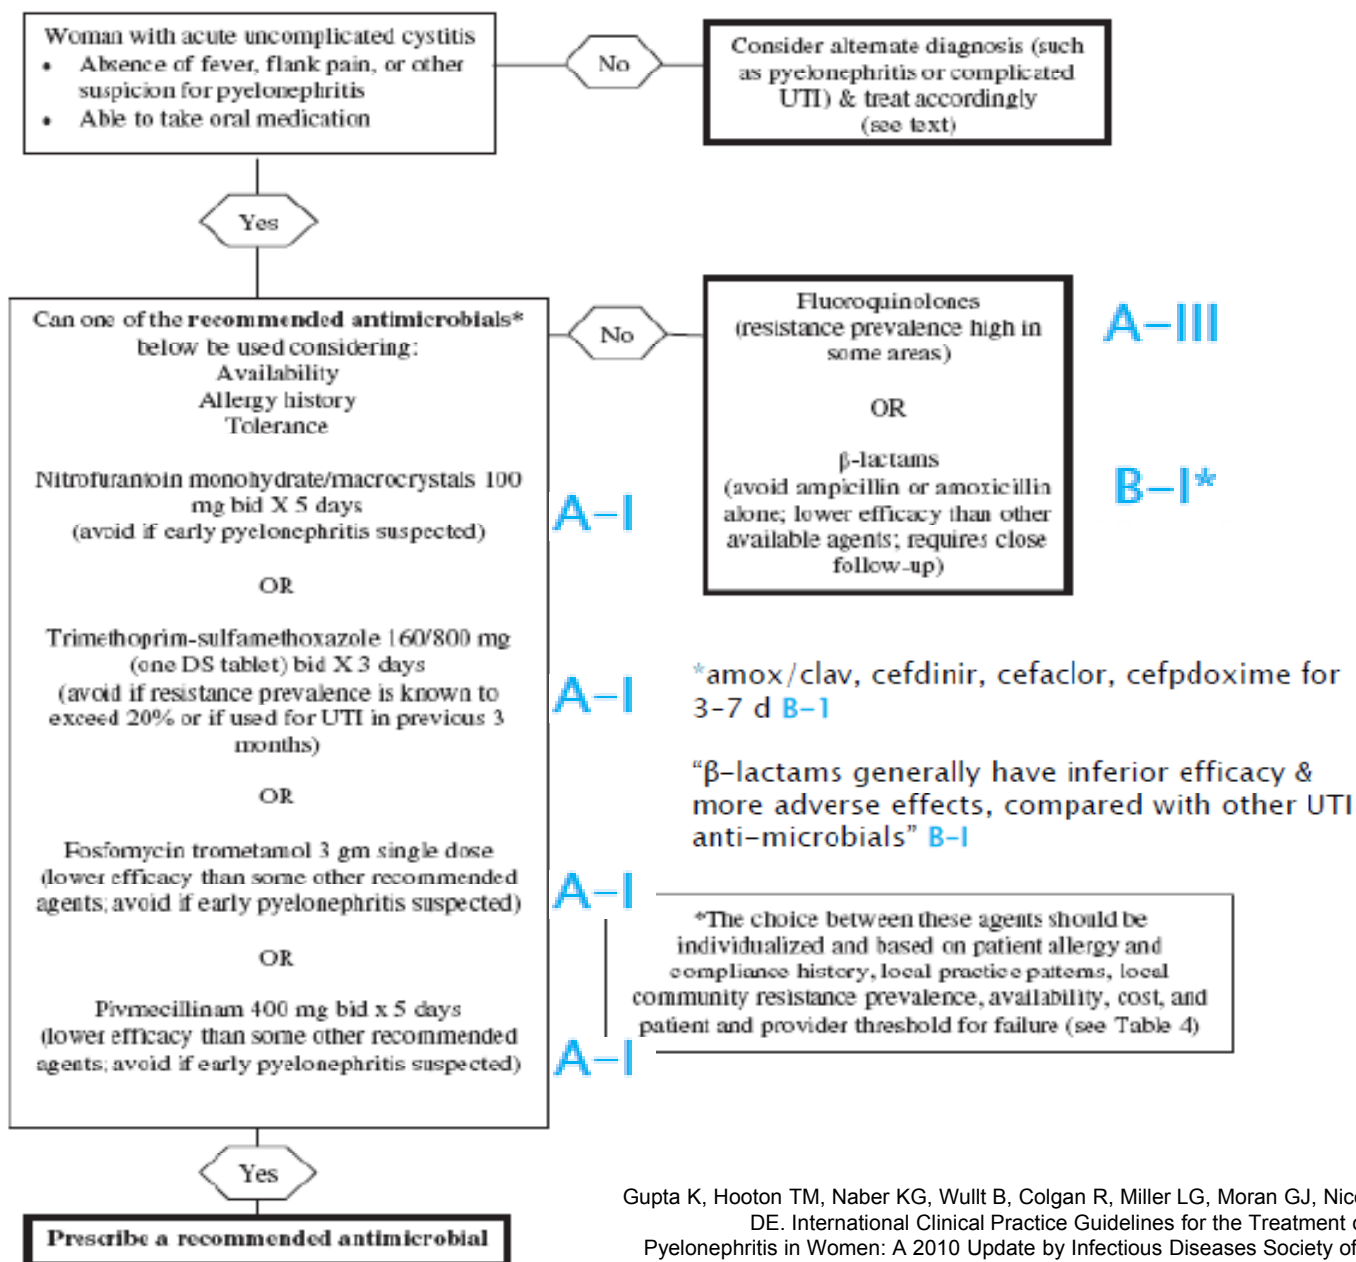 Woman with acute uncomplicated cystitis
• Absence of fever, flank pain, or other
suspicion for pyelonephritis
• Able to take oral medication
No
Consider alternate diagnosis (such
as pyelonephritis or complicated
UTI) & treat accordingly
(see text)
Yes
Can one of the recommended antimicrobials*
below be used considering:
Availability
Allergy history
Tolerance
Nitrofurantoin monohydrate/macrocrystals 100
mg bid X 5 days
(avoid if early pyelonephritis suspected)
A-I
OR
Trimethoprim-sulfamethoxazole 160/800 mg
(one DS tablet) bid X 3 days
(avoid if resistance prevalence is known to
exceed 20% or if used for UTI in previous 3
months)
A-I
OR
Fosfomycin trometamol 3 gm single dose
(lower efficacy than some other recommended
agents; avoid if early pyelonephritis suspected)
A-I
OR
Pivmecillinam 400 mg bid x 5 days
(lower efficacy than some other recommended
agents; avoid if early pyelonephritis suspected)
A-I
No
Fluoroquinolones
(resistance prevalence high in
some areas)
A-III
OR
β-lactams
(avoid ampicillin or amoxicillin
alone; lower efficacy than other
available agents; requires close
follow-up)
B-I*
*amox/clav, cefdinir, cefaclor, cefpdoxime for
3-7 d B-1
“β-lactams generally have inferior efficacy &
more adverse effects, compared with other UTI
anti-microbials” B-I
*The choice between these agents should be
individualized and based on patient allergy and
compliance history, local practice patterns, local
community resistance prevalence, availability, cost, and
patient and provider threshold for failure (see Table 4)
Yes
Prescribe a recommended antimicrobial
Gupta K, Hooton TM, Naber KG, Wullt B, Colgan R, Miller LG, Moran GJ, Nic
DE. International Clinical Practice Guidelines for the Treatment
Pyelonephritis in Women: A 2010 Update by Infectious Diseases Society of